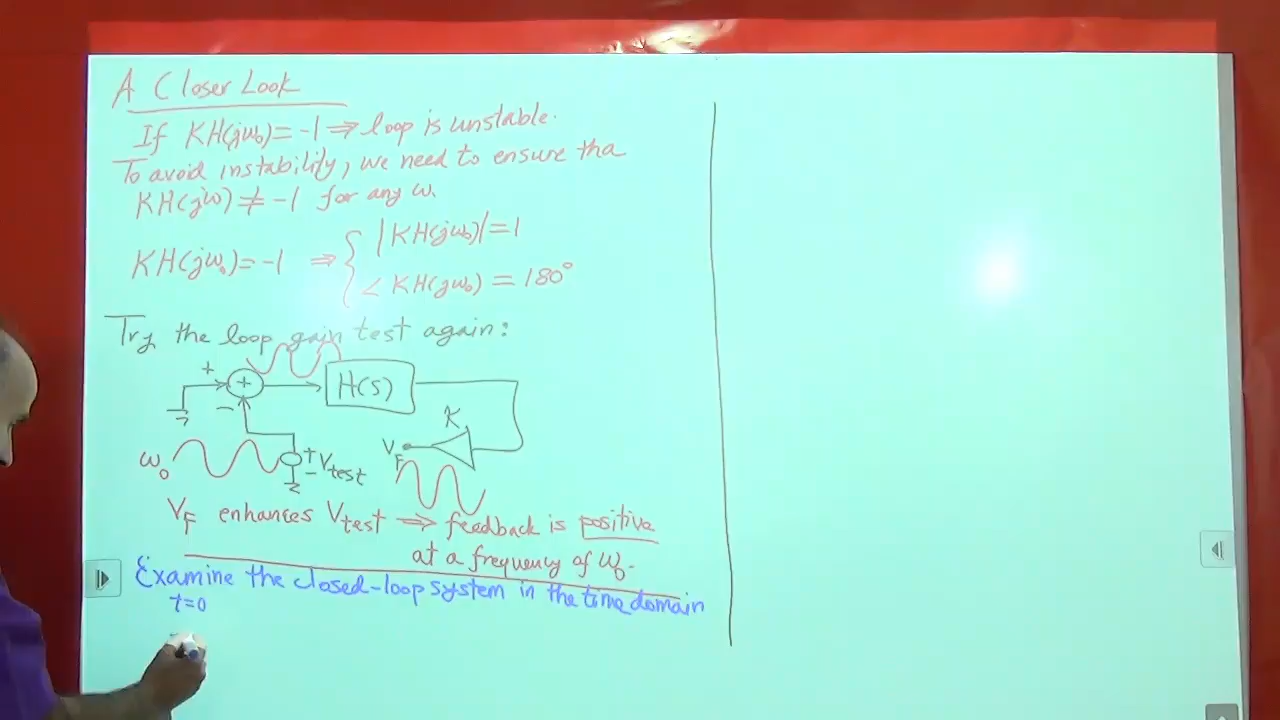 A Closer Look
If KH(jω₀) = -1 ⇒ loop is unstable.
To avoid instability, we need to ensure tha
KH(jω) ≠ -1 for any ω.
KH(jω₀) = -1 ⇒ { |KH(jω₀)| = 1
∠ KH(jω₀) = 180°
Try the loop gain test again:
+ + H(s)
-
K
ω₀ + - Vtest VF
VF enhances Vtest ⇒ feedback is positive
at a frequency of ω₀.
Examine the closed-loop system in the time domain
t=0